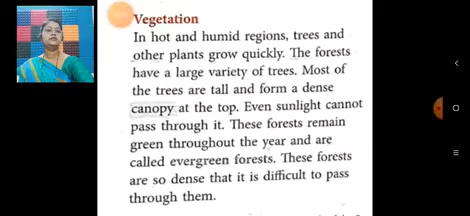 Vegetation
In hot and humid regions, trees and
other plants grow quickly. The forests
have a large variety of trees. Most of
the trees are tall and form a dense
canopy at the top. Even sunlight cannot
pass through it. These forests remain
green throughout the year and are
called evergreen forests. These forests
are so dense that it is difficult to pass
through them.